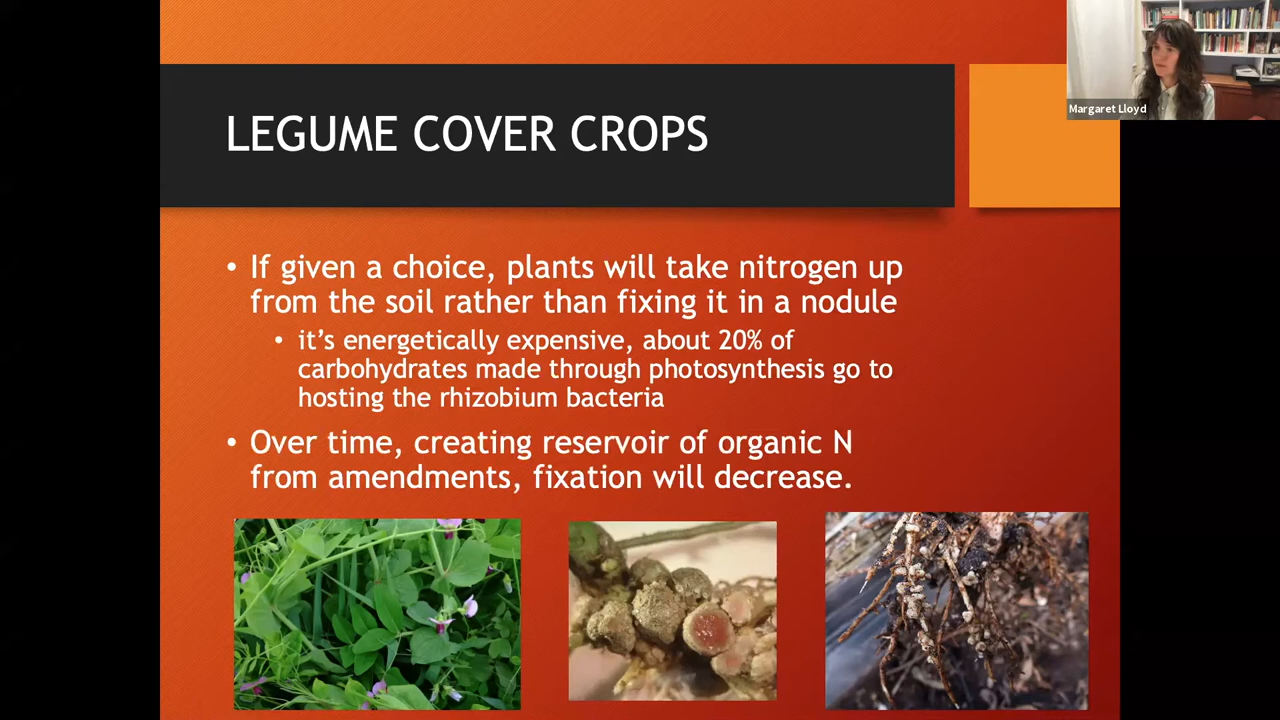 Margaret Lloyd
LEGUME COVER CROPS
• If given a choice, plants will take nitrogen up
from the soil rather than fixing it in a nodule
• it’s energetically expensive, about 20% of
carbohydrates made through photosynthesis go to
hosting the rhizobium bacteria
• Over time, creating reservoir of organic N
from amendments, fixation will decrease.